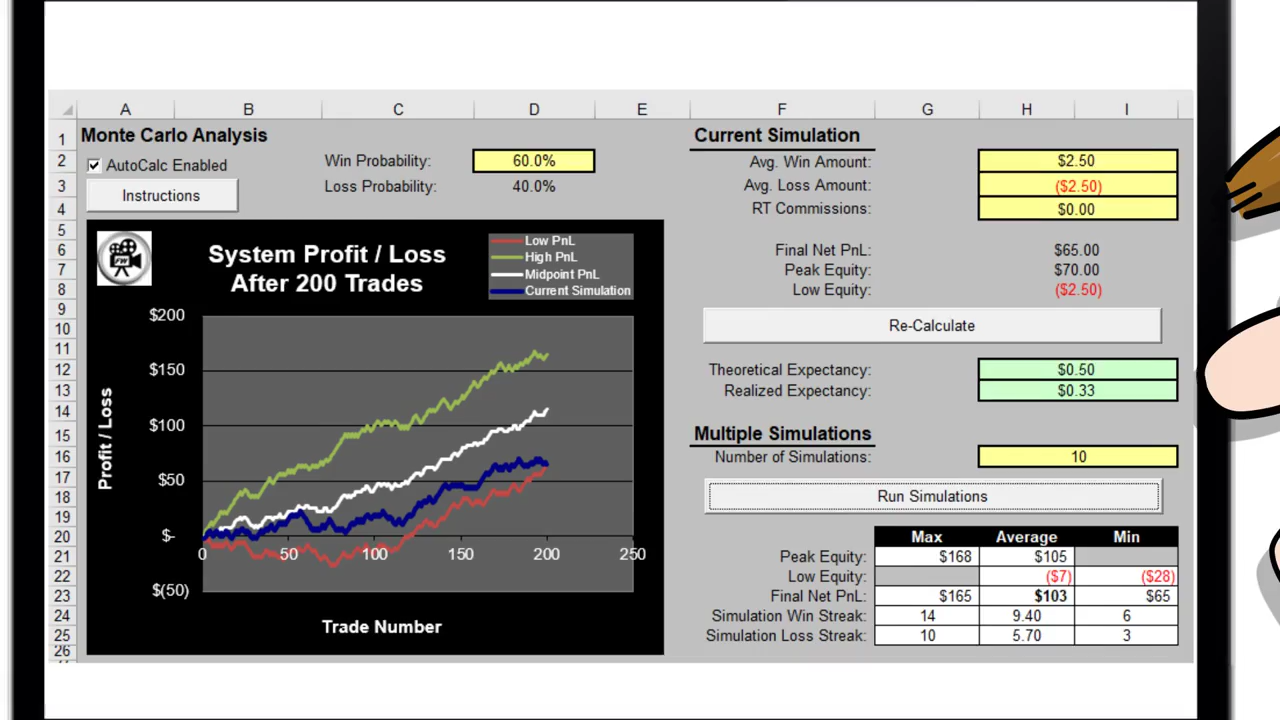 A B C D E F G H I
1 Monte Carlo Analysis Current Simulation
2 AutoCalc Enabled Win Probability: 60.0% Avg. Win Amount: $2.50
3 Instructions Loss Probability: 40.0% Avg. Loss Amount: ($2.50)
4 RT Commissions: $0.00
5
6 Final Net PnL: $65.00
7 Peak Equity: $70.00
8 Low Equity: ($2.50)
9
10 Re-Calculate
11
12 Theoretical Expectancy: $0.50
13 Realized Expectancy: $0.33
14
15 Multiple Simulations
16 Number of Simulations: 10
17
18 Run Simulations
19
20 Max Average Min
21 Peak Equity: $168 $105
22 Low Equity: ($7) ($28)
23 Final Net PnL: $165 $103 $65
24 Simulation Win Streak: 14 9.40 6
25 Simulation Loss Streak: 10 5.70 3
26
FW
System Profit / Loss
After 200 Trades
Low PnL
High PnL
Midpoint PnL
Current Simulation
Profit / Loss
$200
$150
$100
$50
$-
$(50)
0 50 100 150 200 250
Trade Number